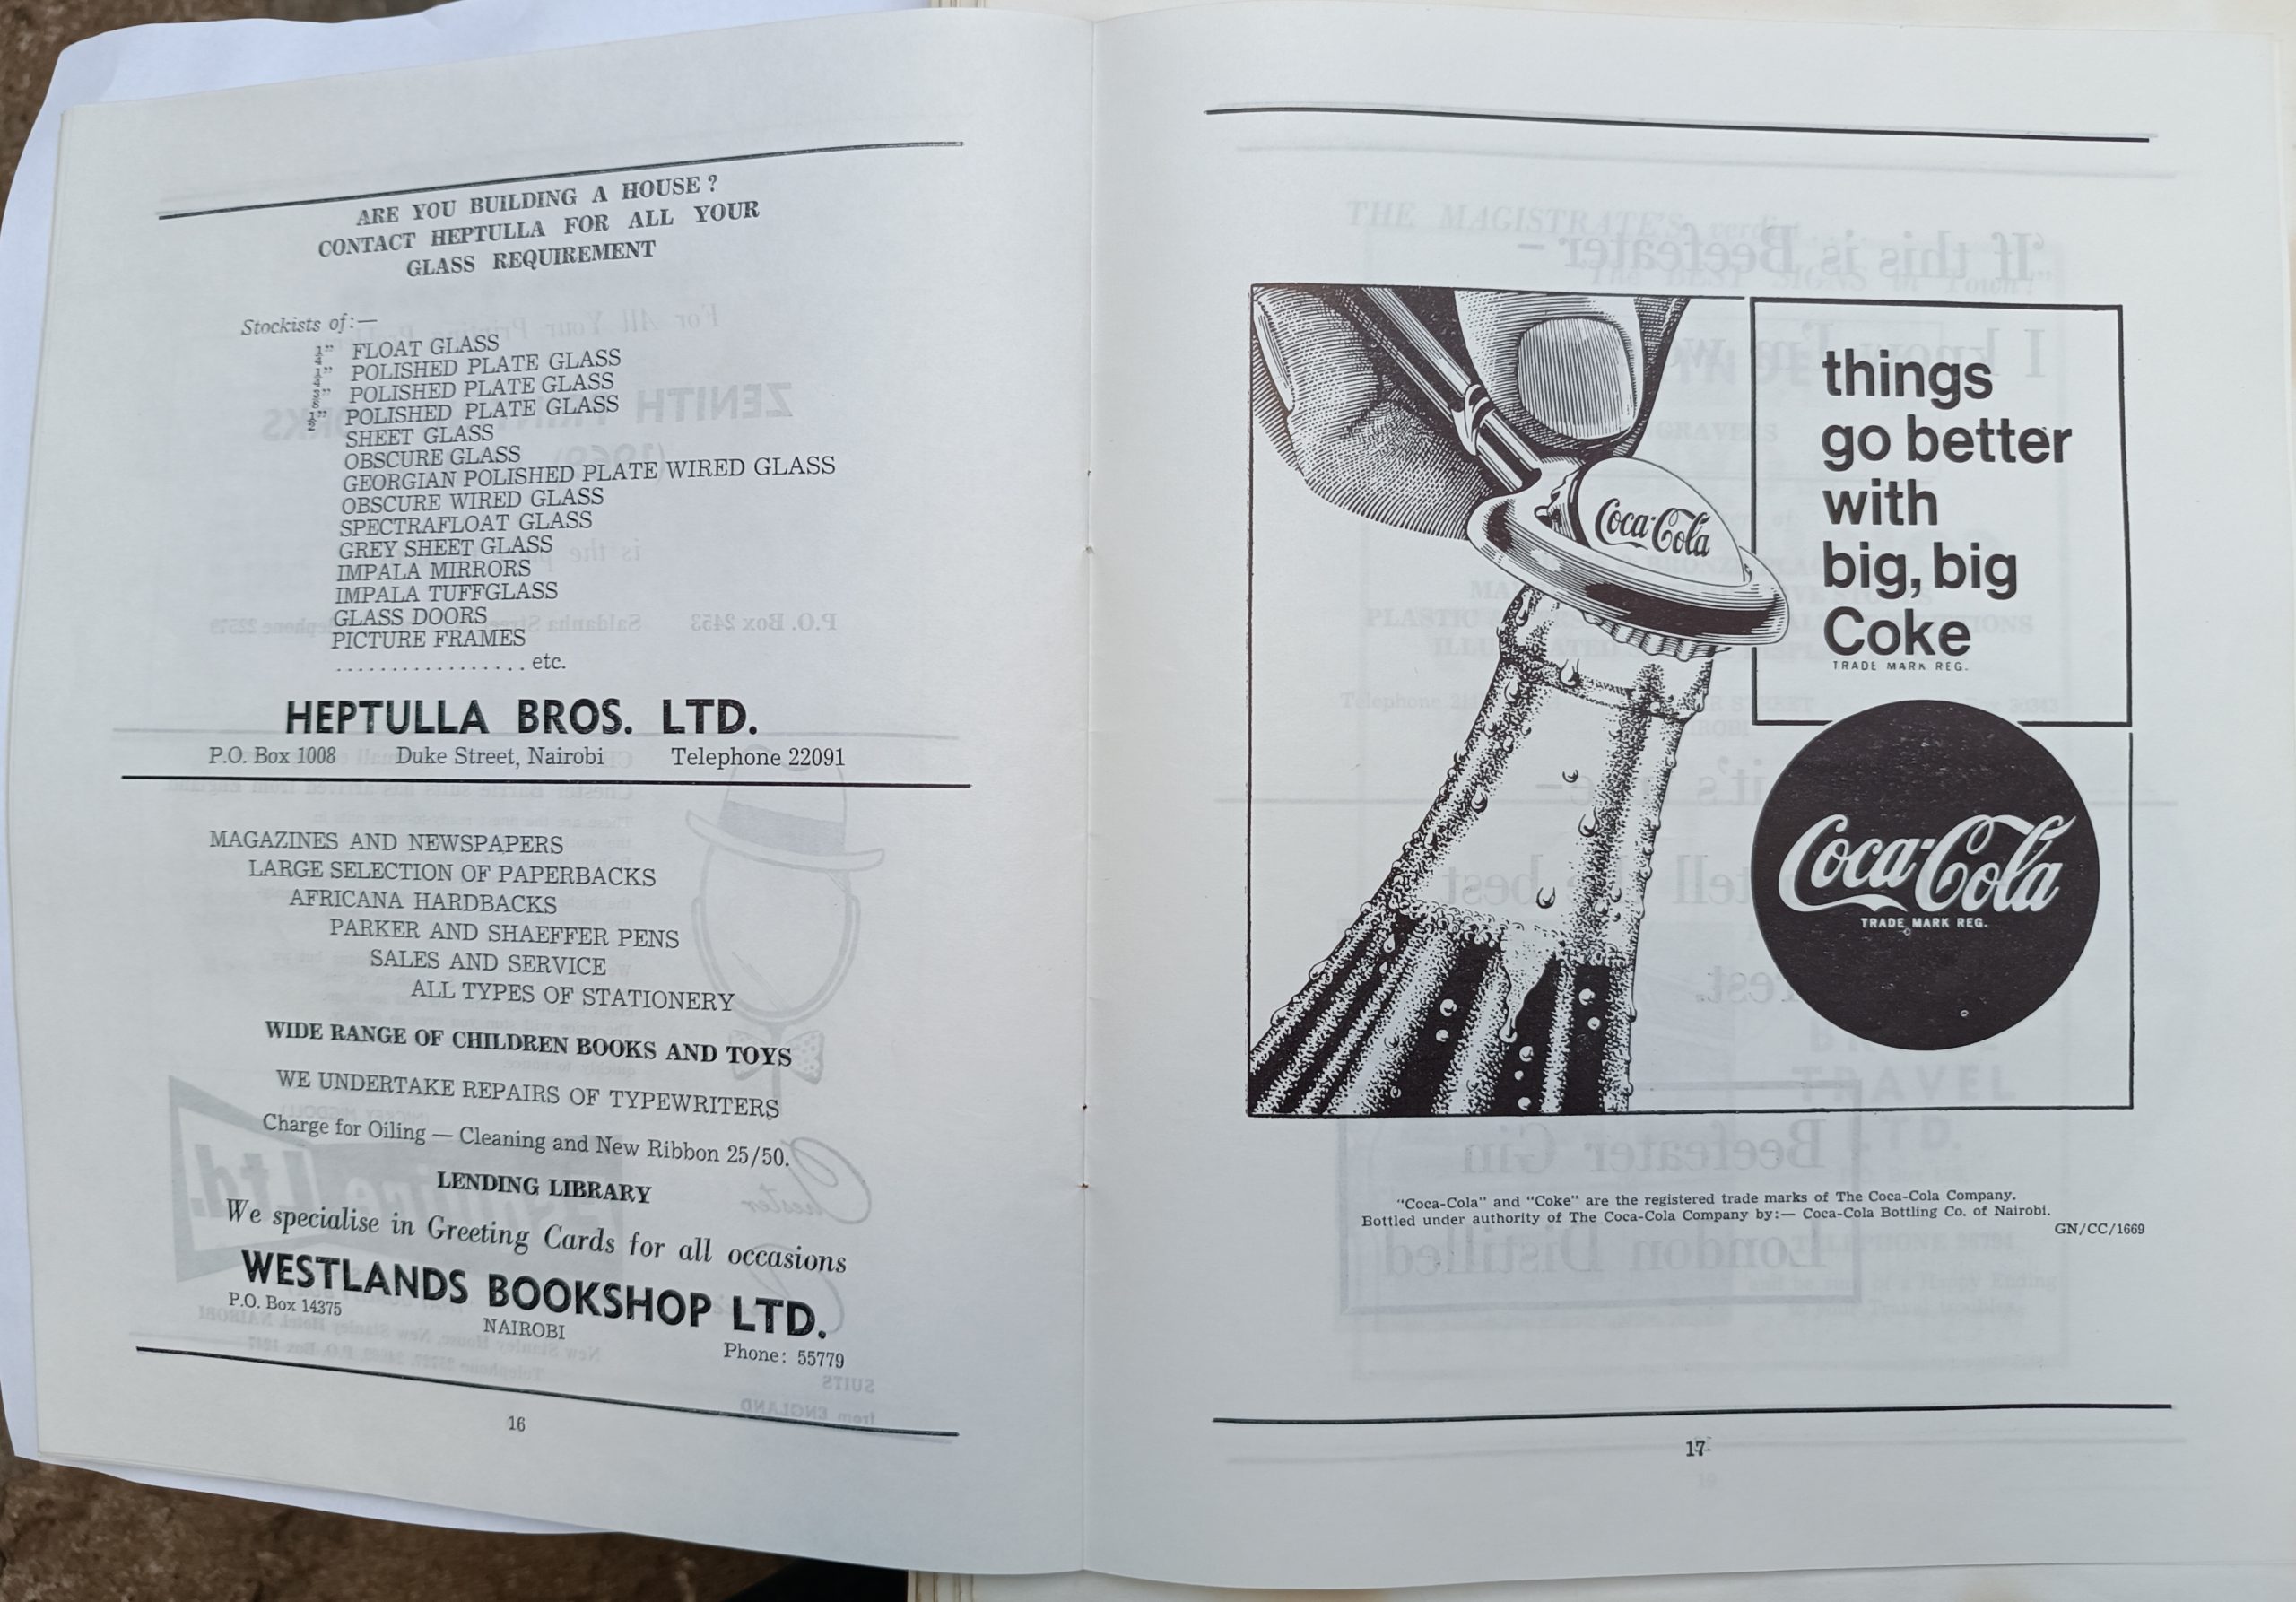 ARE YOU BUILDING A HOUSE ?
CONTACT HEPTULLA FOR ALL YOUR
GLASS REQUIREMENT
Stockists of:—
¼" FLOAT GLASS
¼" POLISHED PLATE GLASS
⅜" POLISHED PLATE GLASS
½" POLISHED PLATE GLASS
SHEET GLASS
OBSCURE GLASS
GEORGIAN POLISHED PLATE WIRED GLASS
OBSCURE WIRED GLASS
SPECTRAFLOAT GLASS
GREY SHEET GLASS
IMPALA MIRRORS
IMPALA TUFFGLASS
GLASS DOORS
PICTURE FRAMES
................. etc.
HEPTULLA BROS. LTD.
P.O. Box 1008 Duke Street, Nairobi Telephone 22091
MAGAZINES AND NEWSPAPERS
LARGE SELECTION OF PAPERBACKS
AFRICANA HARDBACKS
PARKER AND SHAEFFER PENS
SALES AND SERVICE
ALL TYPES OF STATIONERY
WIDE RANGE OF CHILDREN BOOKS AND TOYS
WE UNDERTAKE REPAIRS OF TYPEWRITERS
Charge for Oiling — Cleaning and New Ribbon 25/50.
LENDING LIBRARY
We specialise in Greeting Cards for all occasions
WESTLANDS BOOKSHOP LTD.
P.O. Box 14375
NAIROBI
Phone: 55779
16
Coca-Cola
things
go better
with
big, big
Coke
TRADE MARK REG.
Coca-Cola
TRADE MARK REG.
"Coca-Cola" and "Coke" are the registered trade marks of The Coca-Cola Company.
Bottled under authority of The Coca-Cola Company by:— Coca-Cola Bottling Co. of Nairobi.
GN/CC/1669
17